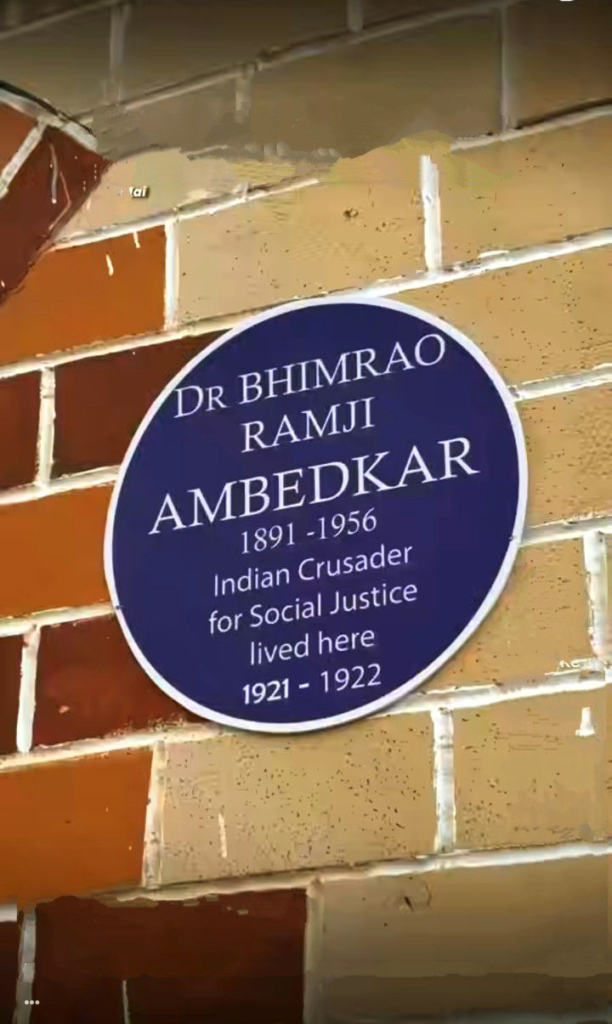 DR BHIMRAO
RAMJI
AMBEDKAR
1891 -1956
Indian Crusader
for Social Justice
lived here
1921 - 1922